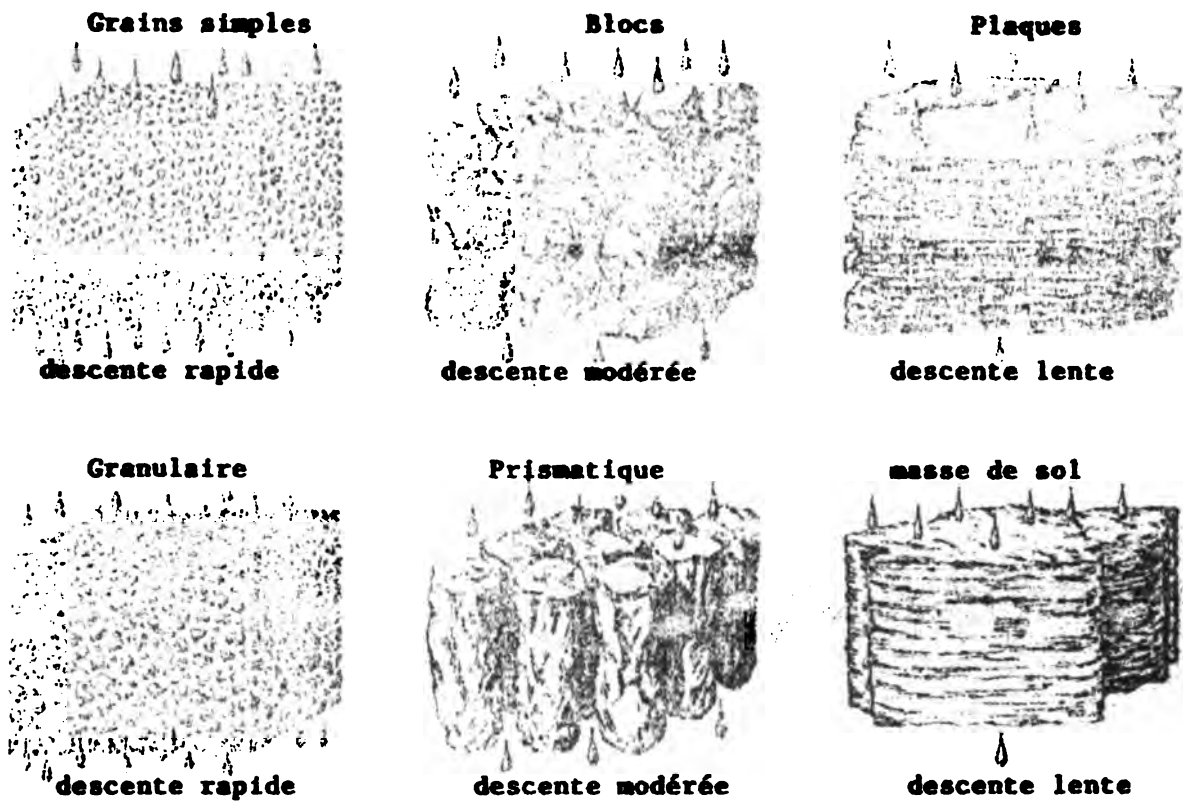 Grains simples
Blocs
Plaques
descente rapide
descente modérée
descente lente
Granulaire
Prismatique
masse de sol
descente rapide
descente modérée
descente lente